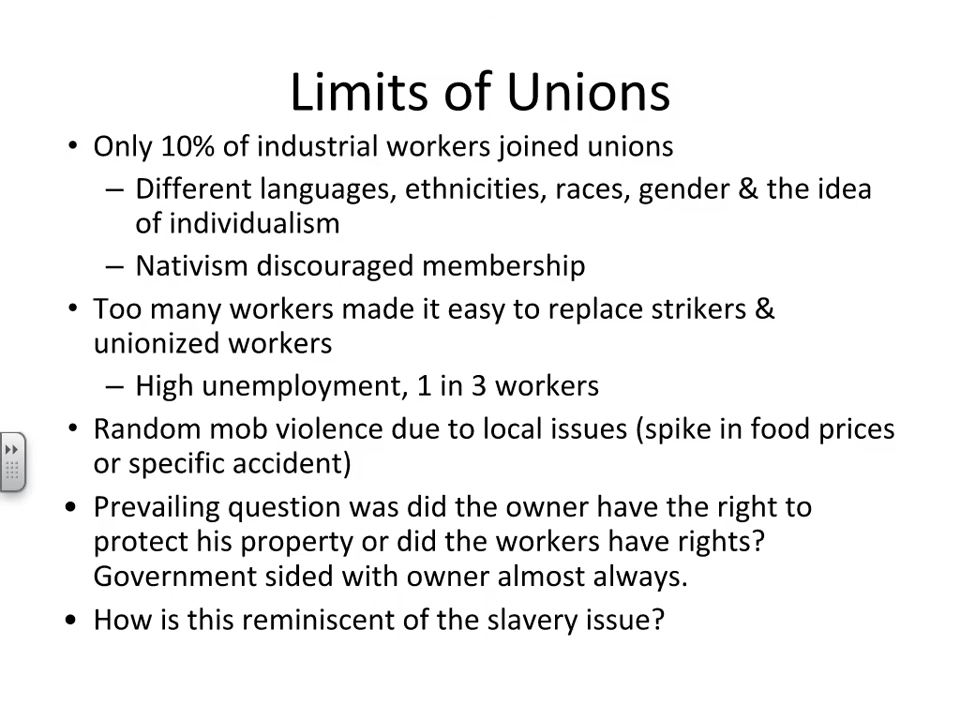 Limits of Unions
• Only 10% of industrial workers joined unions
– Different languages, ethnicities, races, gender & the idea
of individualism
– Nativism discouraged membership
• Too many workers made it easy to replace strikers &
unionized workers
– High unemployment, 1 in 3 workers
• Random mob violence due to local issues (spike in food prices
or specific accident)
• Prevailing question was did the owner have the right to
protect his property or did the workers have rights?
Government sided with owner almost always.
• How is this reminiscent of the slavery issue?